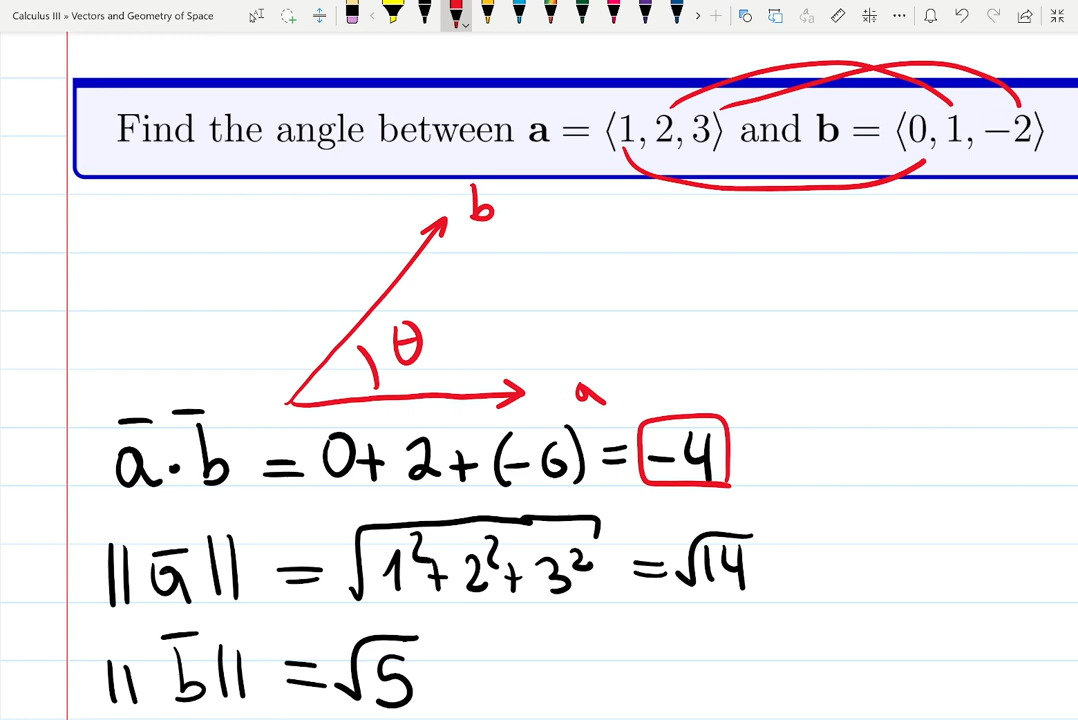 Calculus III » Vectors and Geometry of Space
Find the angle between a = ⟨1, 2, 3⟩ and b = ⟨0, 1, −2⟩
b
θ
a
a̅ · b̅ = 0 + 2 + (−6) = −4
||a̅|| = √(1² + 2² + 3²) = √14
||b̅|| = √5